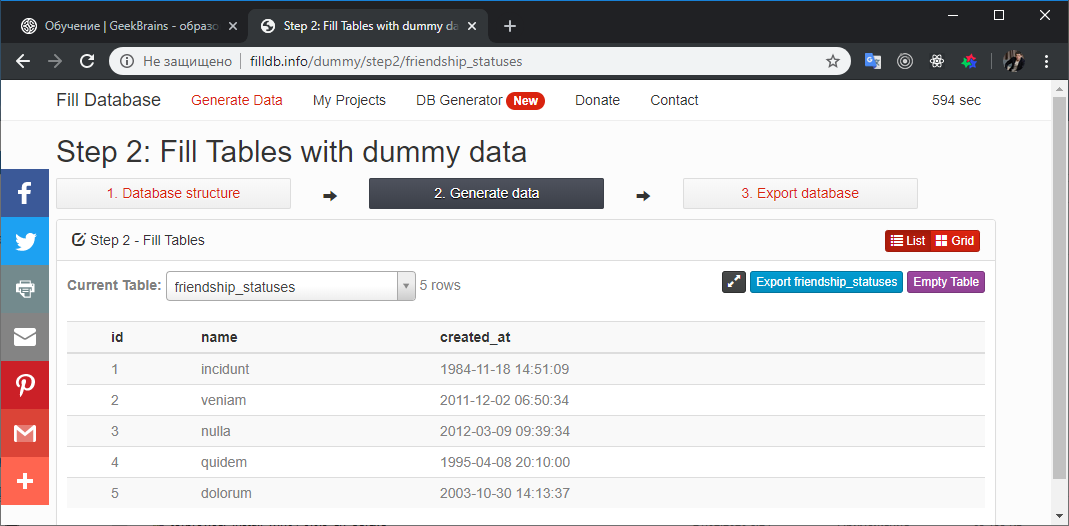 Обучение | GeekBrains - образо
Step 2: Fill Tables with dummy da
Не защищено filldb.info/dummy/step2/friendship_statuses
Fill Database Generate Data My Projects DB Generator New Donate Contact 594 sec
Step 2: Fill Tables with dummy data
1. Database structure 2. Generate data 3. Export database
Step 2 - Fill Tables List Grid
Current Table: friendship_statuses 5 rows Export friendship_statuses Empty Table
id name created_at
1 incidunt 1984-11-18 14:51:09
2 veniam 2011-12-02 06:50:34
3 nulla 2012-03-09 09:39:34
4 quidem 1995-04-08 20:10:00
5 dolorum 2003-10-30 14:13:37